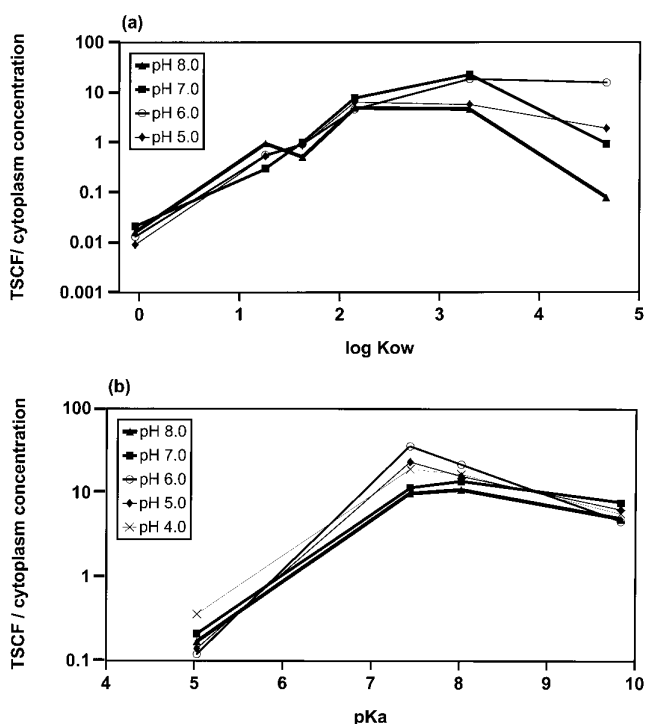 (a)
100
10
1
0.1
0.01
0.001
TSCF/ cytoplasm concentration
pH 8.0
pH 7.0
pH 6.0
pH 5.0
0 1 2 3 4 5
log Kow
(b)
100
10
1
0.1
TSCF / cytoplasm concentration
pH 8.0
pH 7.0
pH 6.0
pH 5.0
pH 4.0
4 5 6 7 8 9 10
pKa